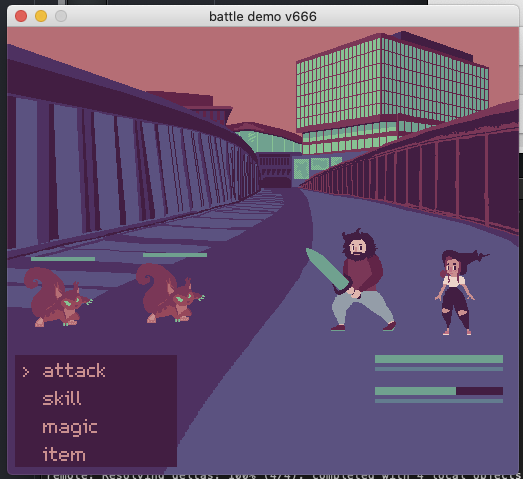 battle demo v666
> attack
skill
magic
item
remote: Resolving deltas: 100% (4/4), completed with 4 local objects